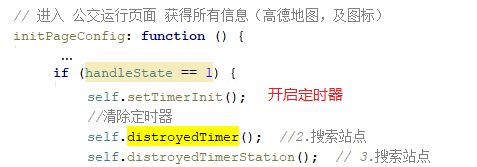 // 进入 公交运行页面 获得所有信息（高德地图，及图标）
initPageConfig: function () {
...
if (handleState == 1) {
self.setTimerInit(); 开启定时器
//清除定时器
self.distroyedTimer(); //2.搜索站点
self.distroyedTimerStation(); // 3.搜索站点